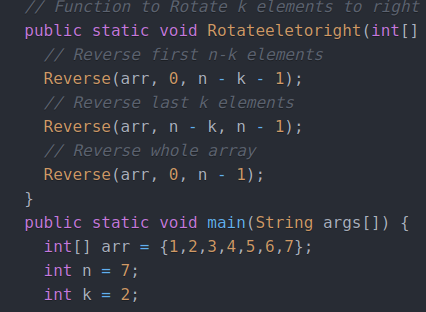 // Function to Rotate k elements to right
public static void Rotateeletoright(int[]
// Reverse first n-k elements
Reverse(arr, 0, n - k - 1);
// Reverse last k elements
Reverse(arr, n - k, n - 1);
// Reverse whole array
Reverse(arr, 0, n - 1);
}
public static void main(String args[]) {
int[] arr = {1,2,3,4,5,6,7};
int n = 7;
int k = 2;